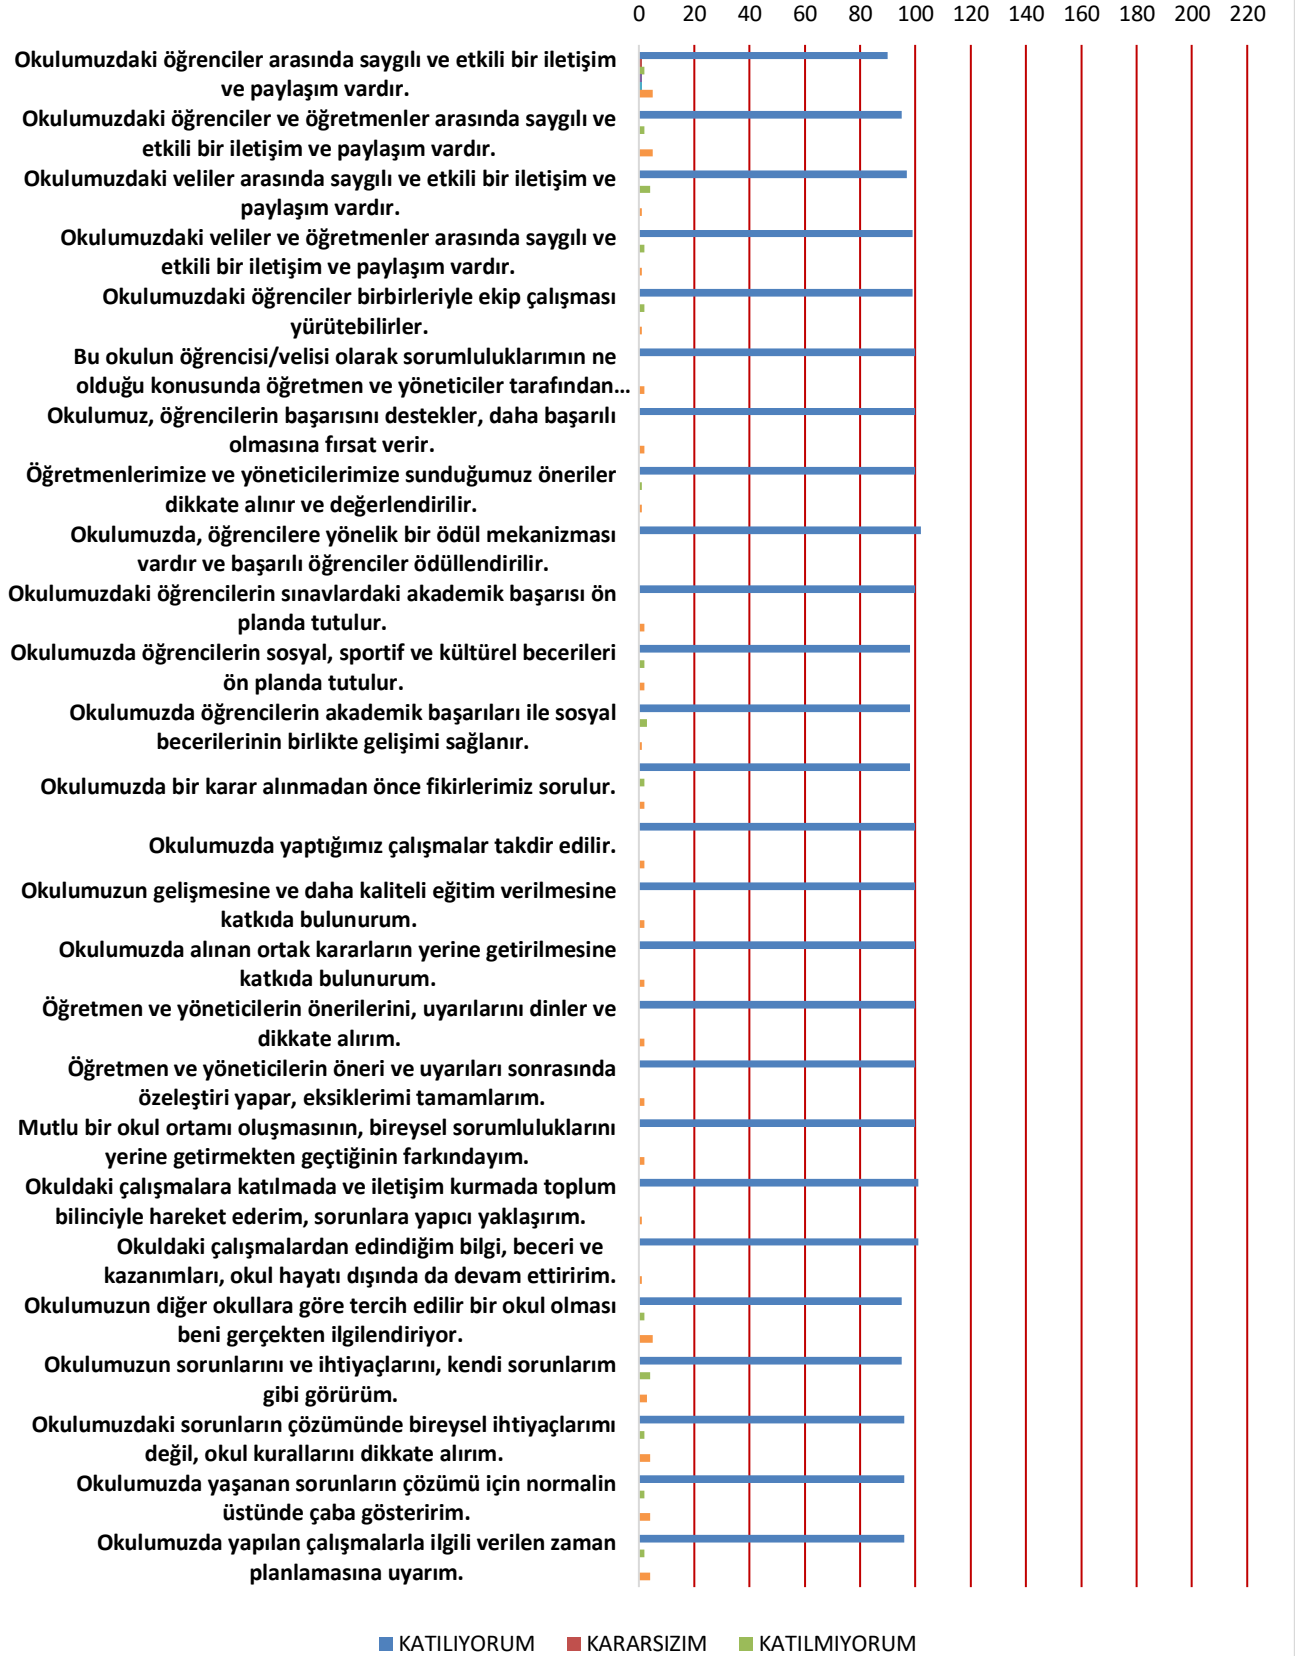 0 20 40 60 80 100 120 140 160 180 200 220
Okulumuzdaki öğrenciler arasında saygılı ve etkili bir iletişim
ve paylaşım vardır.
Okulumuzdaki öğrenciler ve öğretmenler arasında saygılı ve
etkili bir iletişim ve paylaşım vardır.
Okulumuzdaki veliler arasında saygılı ve etkili bir iletişim ve
paylaşım vardır.
Okulumuzdaki veliler ve öğretmenler arasında saygılı ve
etkili bir iletişim ve paylaşım vardır.
Okulumuzdaki öğrenciler birbirleriyle ekip çalışması
yürütebilirler.
Bu okulun öğrencisi/velisi olarak sorumluluklarımın ne
olduğu konusunda öğretmen ve yöneticiler tarafından...
Okulumuz, öğrencilerin başarısını destekler, daha başarılı
olmasına fırsat verir.
Öğretmenlerimize ve yöneticilerimize sunduğumuz öneriler
dikkate alınır ve değerlendirilir.
Okulumuzda, öğrencilere yönelik bir ödül mekanizması
vardır ve başarılı öğrenciler ödüllendirilir.
Okulumuzdaki öğrencilerin sınavlardaki akademik başarısı ön
planda tutulur.
Okulumuzda öğrencilerin sosyal, sportif ve kültürel becerileri
ön planda tutulur.
Okulumuzda öğrencilerin akademik başarıları ile sosyal
becerilerinin birlikte gelişimi sağlanır.
Okulumuzda bir karar alınmadan önce fikirlerimiz sorulur.
Okulumuzda yaptığımız çalışmalar takdir edilir.
Okulumuzun gelişmesine ve daha kaliteli eğitim verilmesine
katkıda bulunurum.
Okulumuzda alınan ortak kararların yerine getirilmesine
katkıda bulunurum.
Öğretmen ve yöneticilerin önerilerini, uyarılarını dinler ve
dikkate alırım.
Öğretmen ve yöneticilerin öneri ve uyarıları sonrasında
özeleştiri yapar, eksiklerimi tamamlarım.
Mutlu bir okul ortamı oluşmasının, bireysel sorumluluklarını
yerine getirmekten geçtiğinin farkındayım.
Okuldaki çalışmalara katılmada ve iletişim kurmada toplum
bilinciyle hareket ederim, sorunlara yapıcı yaklaşırım.
Okuldaki çalışmalardan edindiğim bilgi, beceri ve
kazanımları, okul hayatı dışında da devam ettiririm.
Okulumuzun diğer okullara göre tercih edilir bir okul olması
beni gerçekten ilgilendiriyor.
Okulumuzun sorunlarını ve ihtiyaçlarını, kendi sorunlarım
gibi görürüm.
Okulumuzdaki sorunların çözümünde bireysel ihtiyaçlarımı
değil, okul kurallarını dikkate alırım.
Okulumuzda yaşanan sorunların çözümü için normalin
üstünde çaba gösteririm.
Okulumuzda yapılan çalışmalarla ilgili verilen zaman
planlamasına uyarım.
KATILIYORUM KARARSIZIM KATILMIYORUM